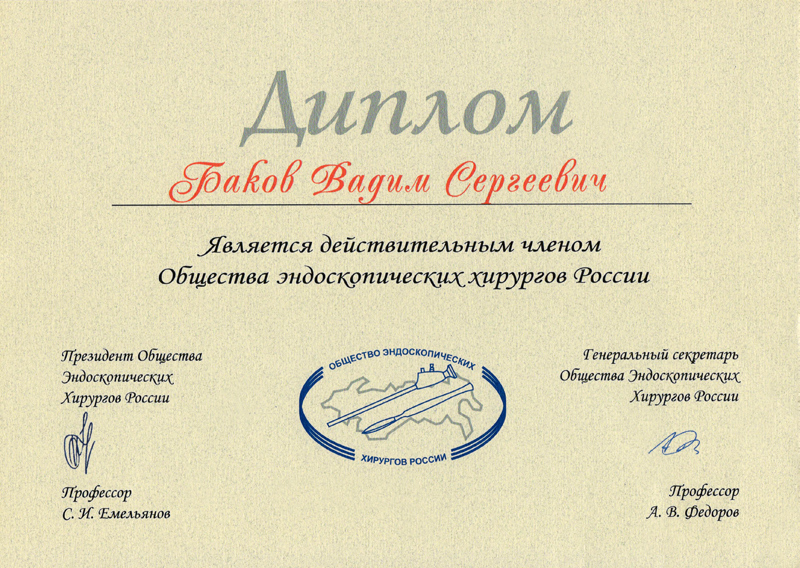 Диплом
Баков Вадим Сергеевич
Является действительным членом
Общества эндоскопических хирургов России
Президент Общества
Эндоскопических
Хирургов России
Профессор
С. И. Емельянов
ОБЩЕСТВО ЭНДОСКОПИЧЕСКИХ
ХИРУРГОВ РОССИИ
Генеральный секретарь
Общества Эндоскопических
Хирургов России
Профессор
А. В. Федоров